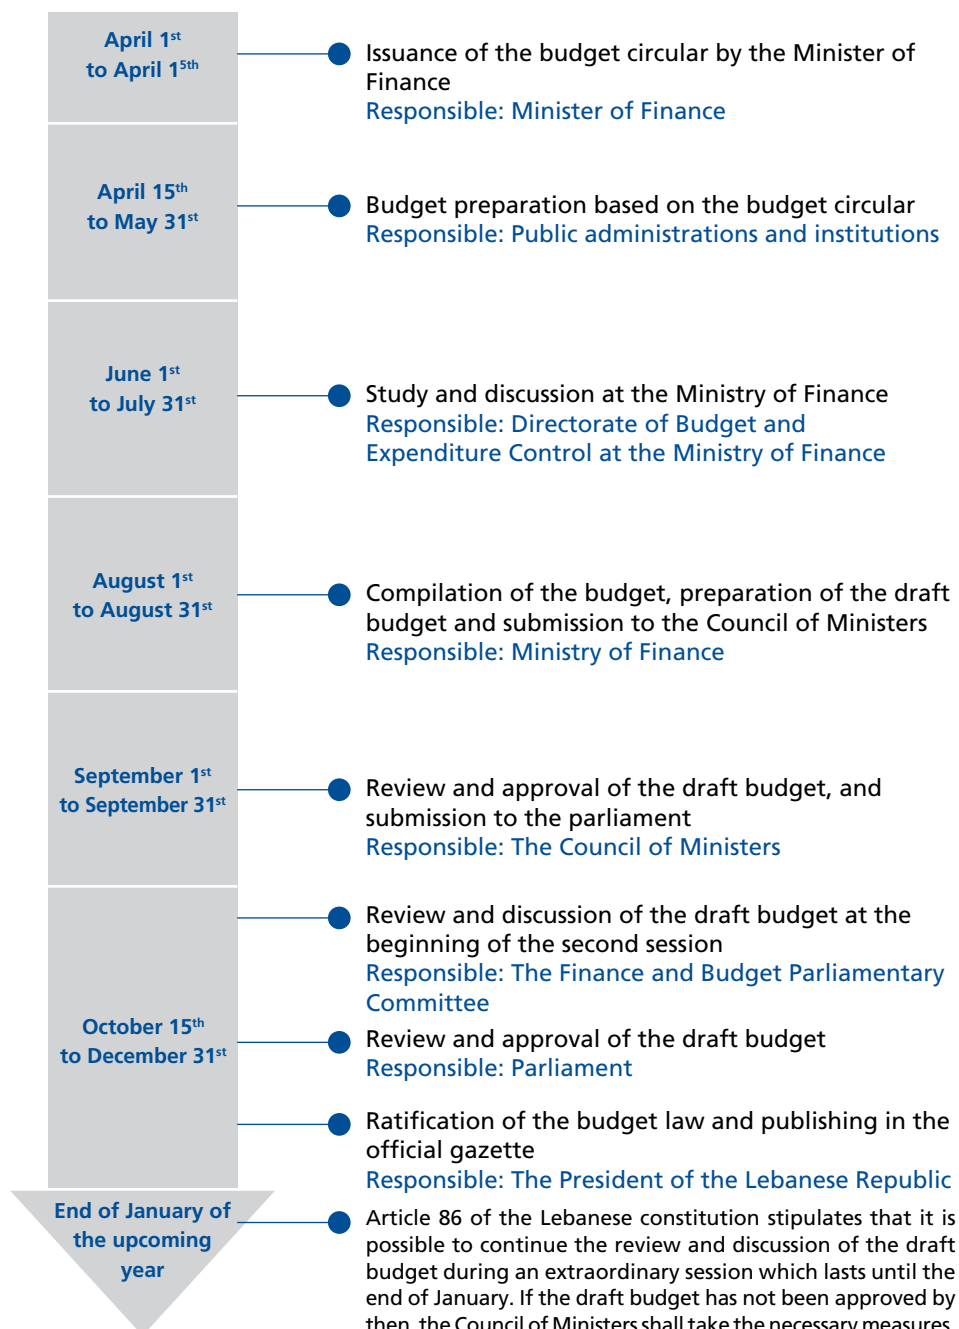 April 1st
to April 15th
Issuance of the budget circular by the Minister of
Finance
Responsible: Minister of Finance
April 15th
to May 31st
Budget preparation based on the budget circular
Responsible: Public administrations and institutions
June 1st
to July 31st
Study and discussion at the Ministry of Finance
Responsible: Directorate of Budget and
Expenditure Control at the Ministry of Finance
August 1st
to August 31st
Compilation of the budget, preparation of the draft
budget and submission to the Council of Ministers
Responsible: Ministry of Finance
September 1st
to September 31st
Review and approval of the draft budget, and
submission to the parliament
Responsible: The Council of Ministers
October 15th
to December 31st
Review and discussion of the draft budget at the
beginning of the second session
Responsible: The Finance and Budget Parliamentary
Committee
Review and approval of the draft budget
Responsible: Parliament
Ratification of the budget law and publishing in the
official gazette
Responsible: The President of the Lebanese Republic
End of January of
the upcoming
year
Article 86 of the Lebanese constitution stipulates that it is
possible to continue the review and discussion of the draft
budget during an extraordinary session which lasts until the
end of January. If the draft budget has not been approved by
then, the Council of Ministers shall take the necessary measures